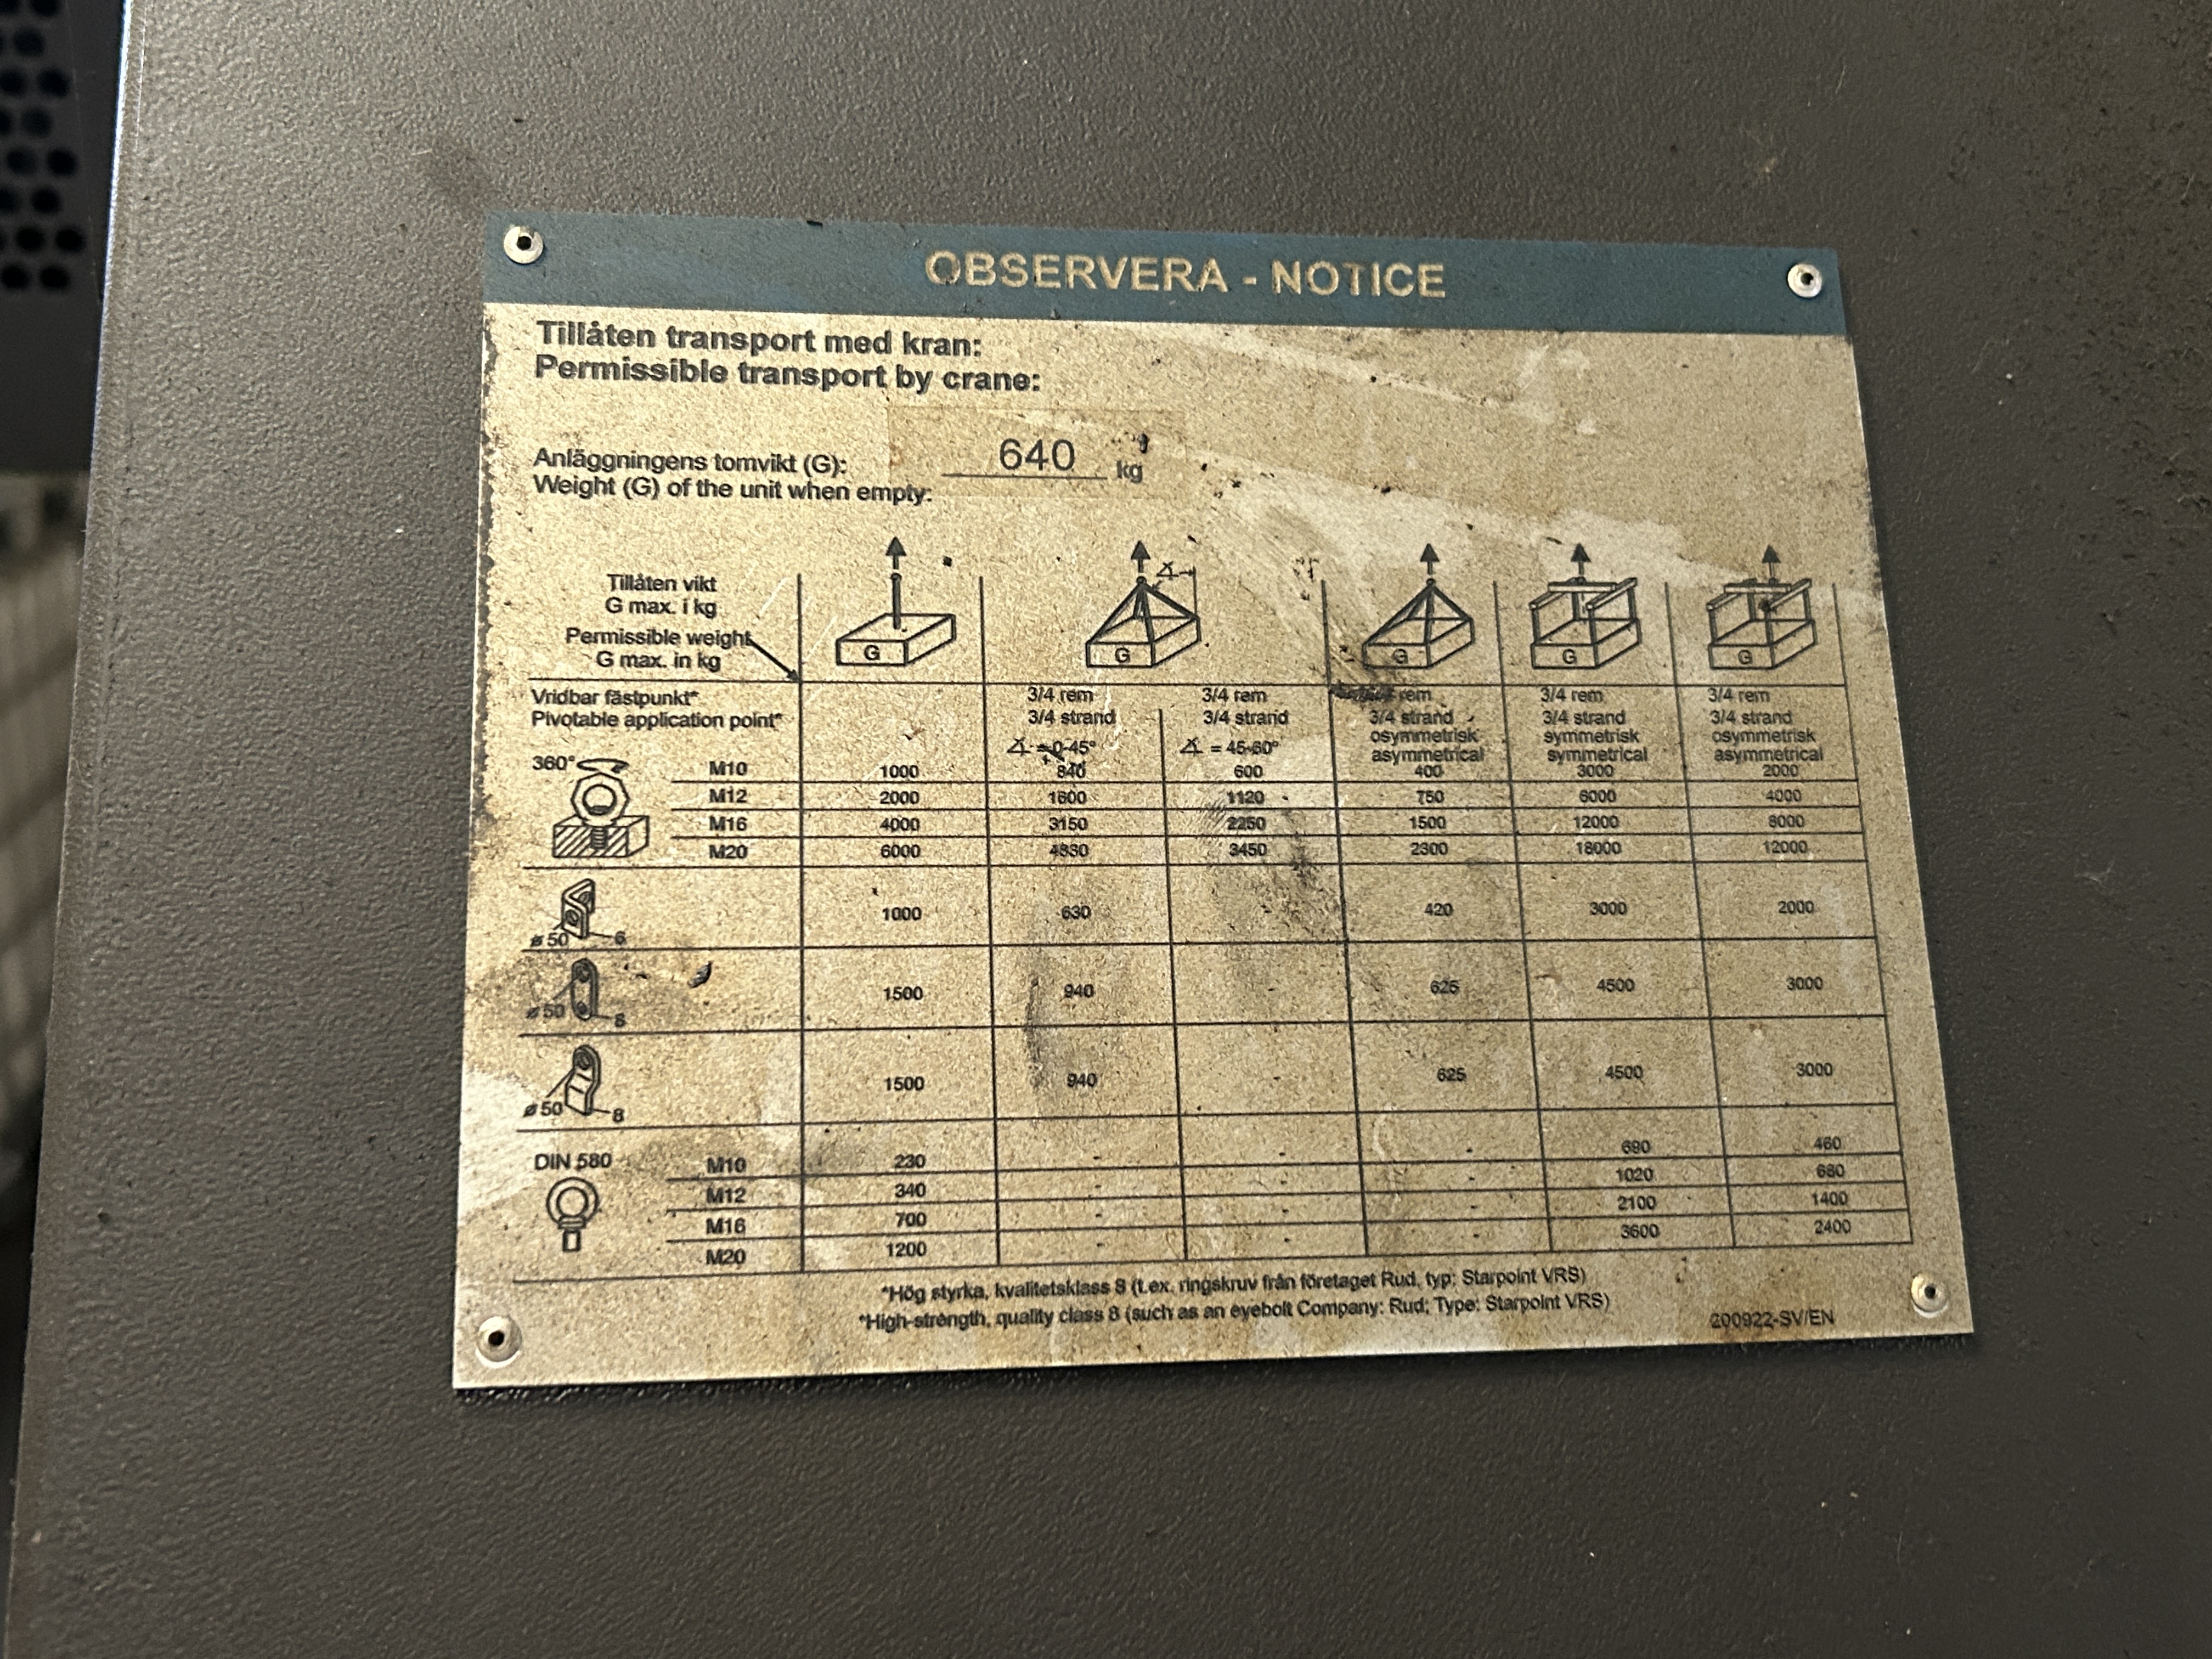 OBSERVERA - NOTICE
Tillåten transport med kran:
Permissible transport by crane:
Anläggningens tomvikt (G): 640 kg
Weight (G) of the unit when empty:
Tillåten vikt
G max. i kg
Permissible weight
G max. in kg
G G G G G
Vridbar fästpunkt* 3/4 rem 3/4 rem rem 3/4 rem 3/4 rem
Pivotable application point* 3/4 strand 3/4 strand 3/4 strand 3/4 strand 3/4 strand
osymmetrisk symmetrisk osymmetrisk
∡ = 0-45° ∡ = 45-60° asymmetrical symmetrical asymmetrical
360° M10 1000 840 600 400 3000 2000
M12 2000 1600 1120 750 6000 4000
M16 4000 3150 2250 1500 12000 8000
M20 6000 4830 3450 2300 18000 12000
1000 630 - 420 3000 2000
ø 50 6
1500 940 - 625 4500 3000
ø 50 8
1500 940 - 625 4500 3000
ø 50 8
DIN 580 M10 230 - - - 690 460
M12 340 - - - 1020 680
M16 700 - - - 2100 1400
M20 1200 - - - 3600 2400
*Hög styrka, kvalitetsklass 8 (t.ex. ringskruv från företaget Rud, typ: Starpoint VRS)
*High-strength, quality class 8 (such as an eyebolt Company: Rud; Type: Starpoint VRS)
200922-SV/EN